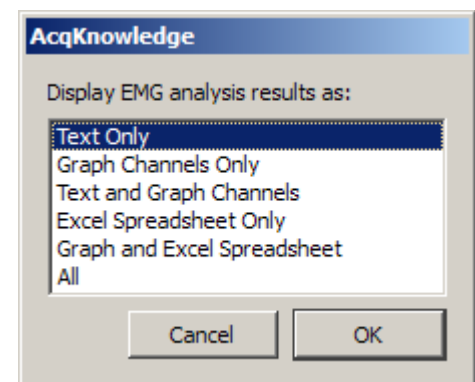 AcqKnowledge
Display EMG analysis results as:
Text Only
Graph Channels Only
Text and Graph Channels
Excel Spreadsheet Only
Graph and Excel Spreadsheet
All
Cancel OK